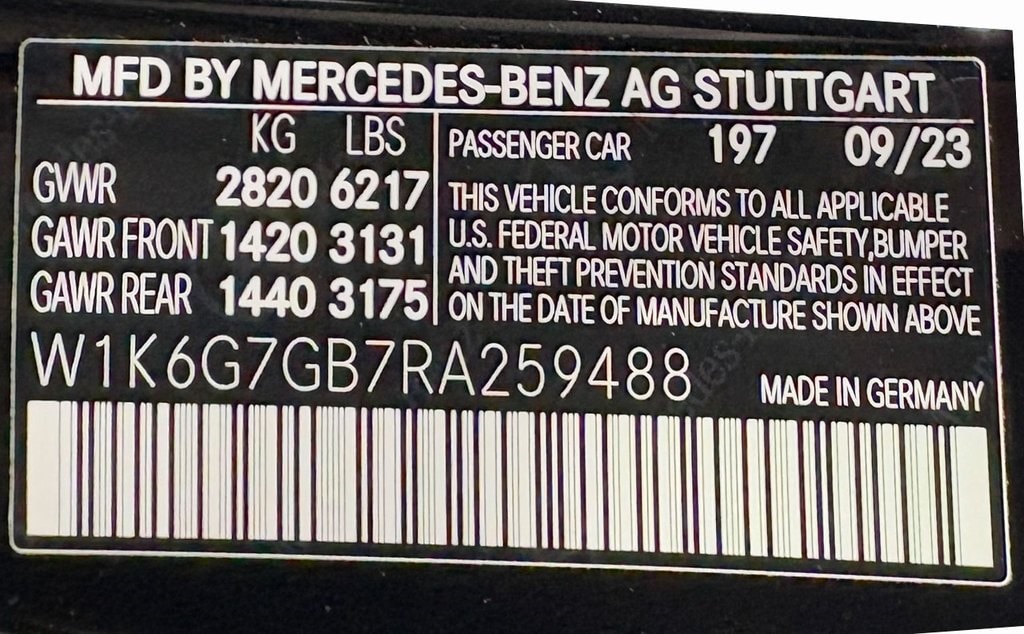 MFD BY MERCEDES-BENZ AG STUTTGART
KG LBS
GVWR 2820 6217
GAWR FRONT 1420 3131
GAWR REAR 1440 3175
PASSENGER CAR 197 09/23
THIS VEHICLE CONFORMS TO ALL APPLICABLE
U.S. FEDERAL MOTOR VEHICLE SAFETY,BUMPER
AND THEFT PREVENTION STANDARDS IN EFFECT
ON THE DATE OF MANUFACTURE SHOWN ABOVE
W1K6G7GB7RA259488
MADE IN GERMANY